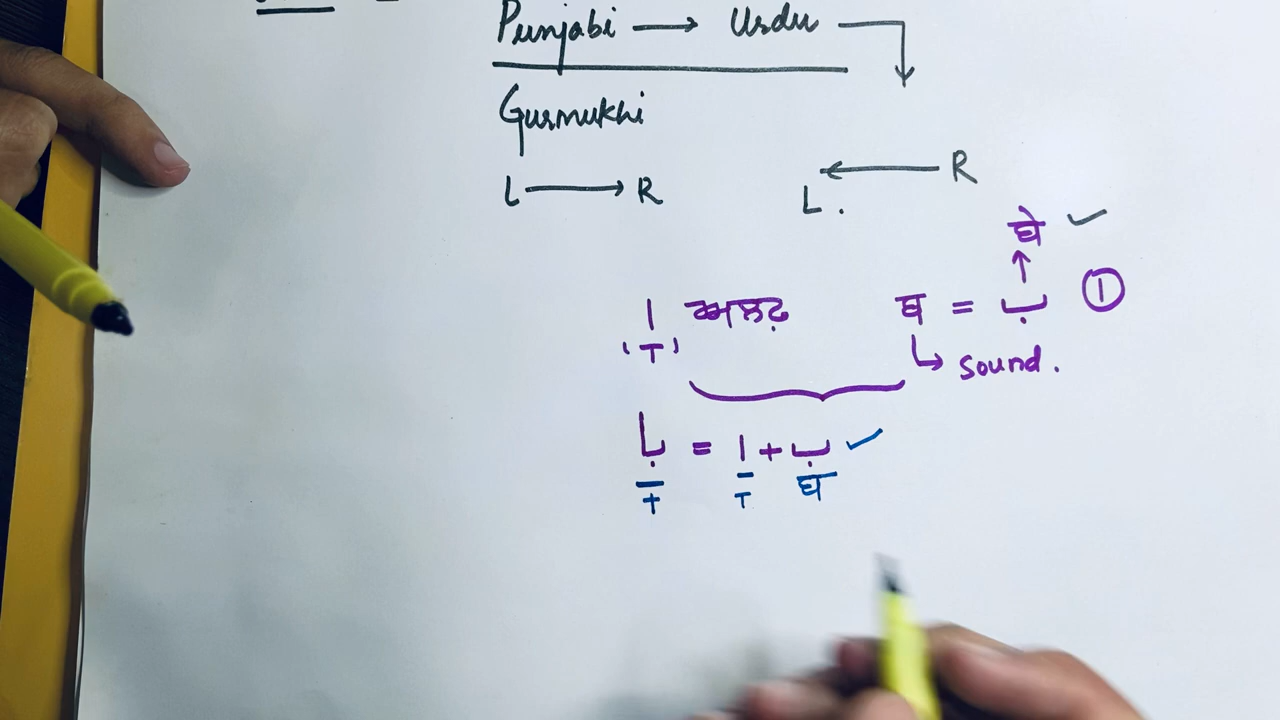 Punjabi → Urdu
Gurmukhi
L → R L. ← R
ਬੇ ✓
ا ਅਲਫ਼ ਬ = ب ①
(ਾ) ↳ sound.
با = ا + ب ✓
ਾ ਬ